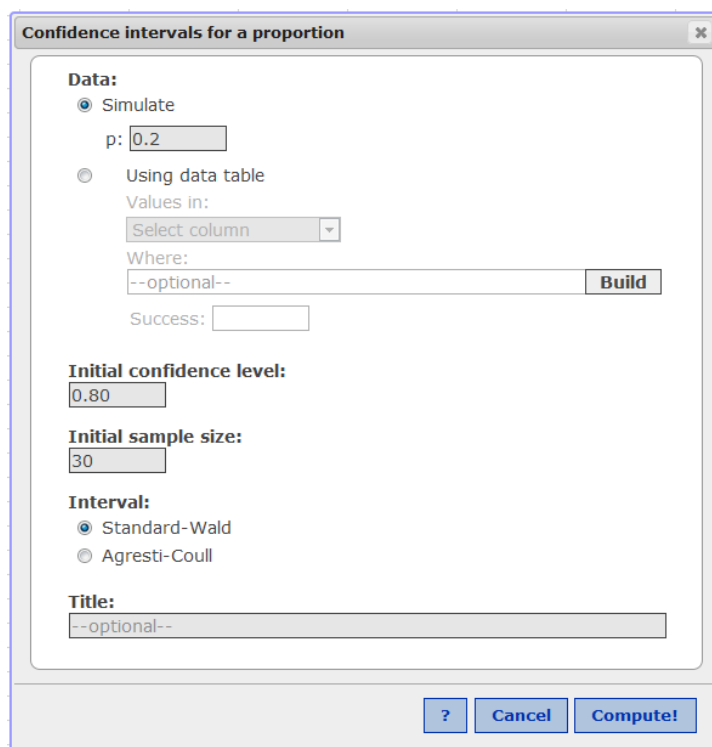 Confidence intervals for a proportion
Data:
Simulate
p: 0.2
Using data table
Values in:
Select column
Where:
--optional-- Build
Success:
Initial confidence level:
0.80
Initial sample size:
30
Interval:
Standard-Wald
Agresti-Coull
Title:
--optional--
? Cancel Compute!